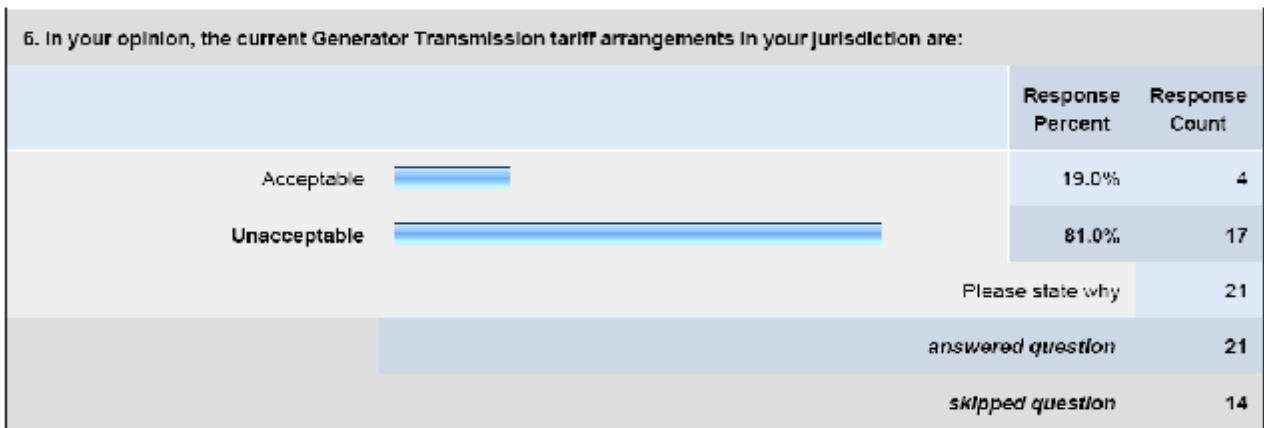 6. In your opinion, the current Generator Transmission tariff arrangements in your jurisdiction are:
Response Percent Response Count
Acceptable 19.0% 4
Unacceptable 81.0% 17
Please state why 21
answered question 21
skipped question 14